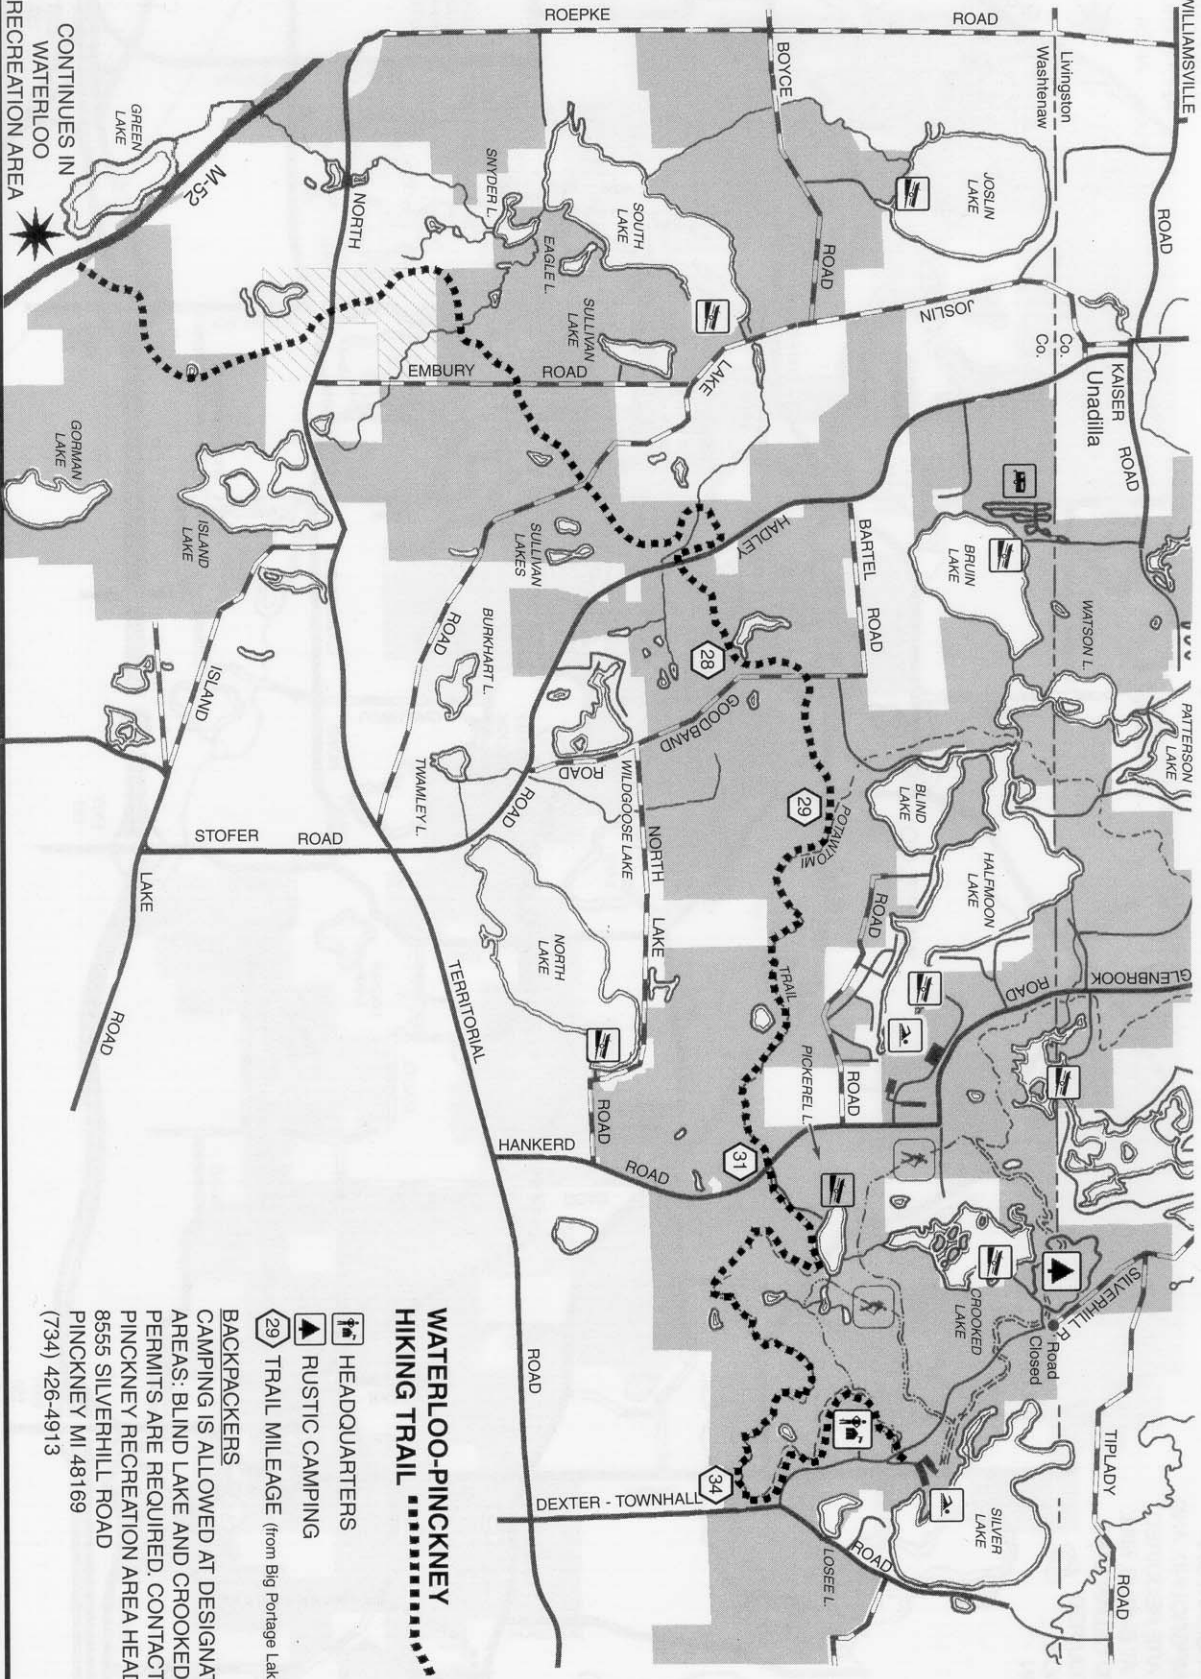 WILLIAMSVILLE
ROAD
ROEPKE
ROAD
Livingston
Washtenaw
Co.
Co.
BOYCE
ROAD
JOSLIN
LAKE
JOSLIN
LAKE
KAISER
ROAD
Unadilla
SOUTH
LAKE
SNYDER L.
EAGLE L.
SULLIVAN
LAKE
EMBURY
ROAD
GREEN
LAKE
M-52
NORTH
CONTINUES IN
WATERLOO
RECREATION AREA
GORMAN
LAKE
ISLAND
LAKE
SULLIVAN
LAKES
HADLEY
ROAD
BARTEL
ROAD
BRUIN
LAKE
WATSON L.
PATTERSON
LAKE
BURKHART L.
ROAD
TWAMLEY L.
ISLAND
LAKE
ROAD
STOFER
ROAD
28
GOODBAND
ROAD
WILDGOOSE LAKE
29
POTAWTOMI
TRAIL
BLIND
LAKE
HALFMOON
LAKE
ROAD
ROAD
GLENBROOK
ROAD
NORTH
LAKE
ROAD
NORTH
LAKE
TERRITORIAL
ROAD
HANKERD
ROAD
31
PICKEREL L.
CROOKED
LAKE
SILVERHILL R
Road
Closed
TIPLADY
ROAD
SILVER
LAKE
34
DEXTER - TOWNHALL
ROAD
LOSEE L.
WATERLOO-PINCKNEY
HIKING TRAIL
HEADQUARTERS
RUSTIC CAMPING
29 TRAIL MILEAGE (from Big Portage Lak
BACKPACKERS
CAMPING IS ALLOWED AT DESIGNAT
AREAS: BLIND LAKE AND CROOKED
PERMITS ARE REQUIRED. CONTACT
PINCKNEY RECREATION AREA HEAD
8555 SILVERHILL ROAD
PINCKNEY MI 48169
(734) 426-4913